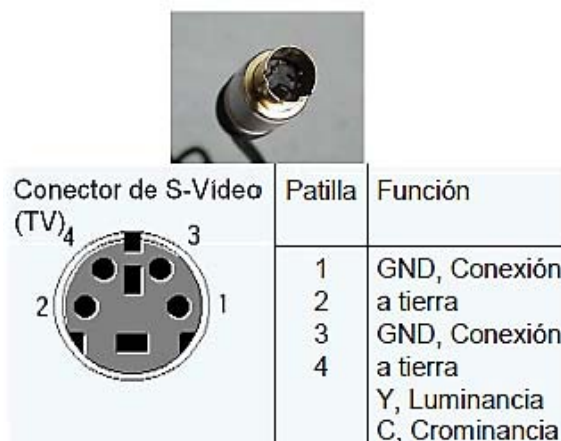 Conector de S-Vídeo
(TV)
Patilla
Función
4
3
2
1
1
2
3
4
GND, Conexión
a tierra
GND, Conexión
a tierra
Y, Luminancia
C, Crominancia